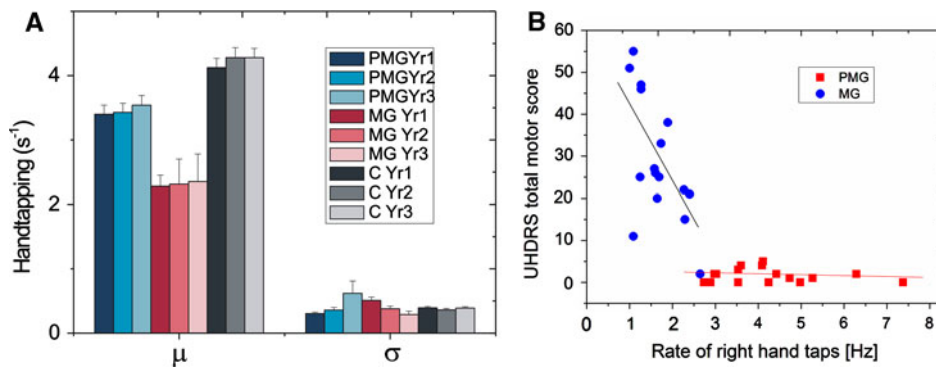 A
Handtapping (s⁻¹)
4
2
0
μ
σ
PMGYr1
PMGYr2
PMGYr3
MG Yr1
MG Yr2
MG Yr3
C Yr1
C Yr2
C Yr3
B
UHDRS total motor score
60
50
40
30
20
10
0
0 1 2 3 4 5 6 7 8
Rate of right hand taps [Hz]
PMG
MG